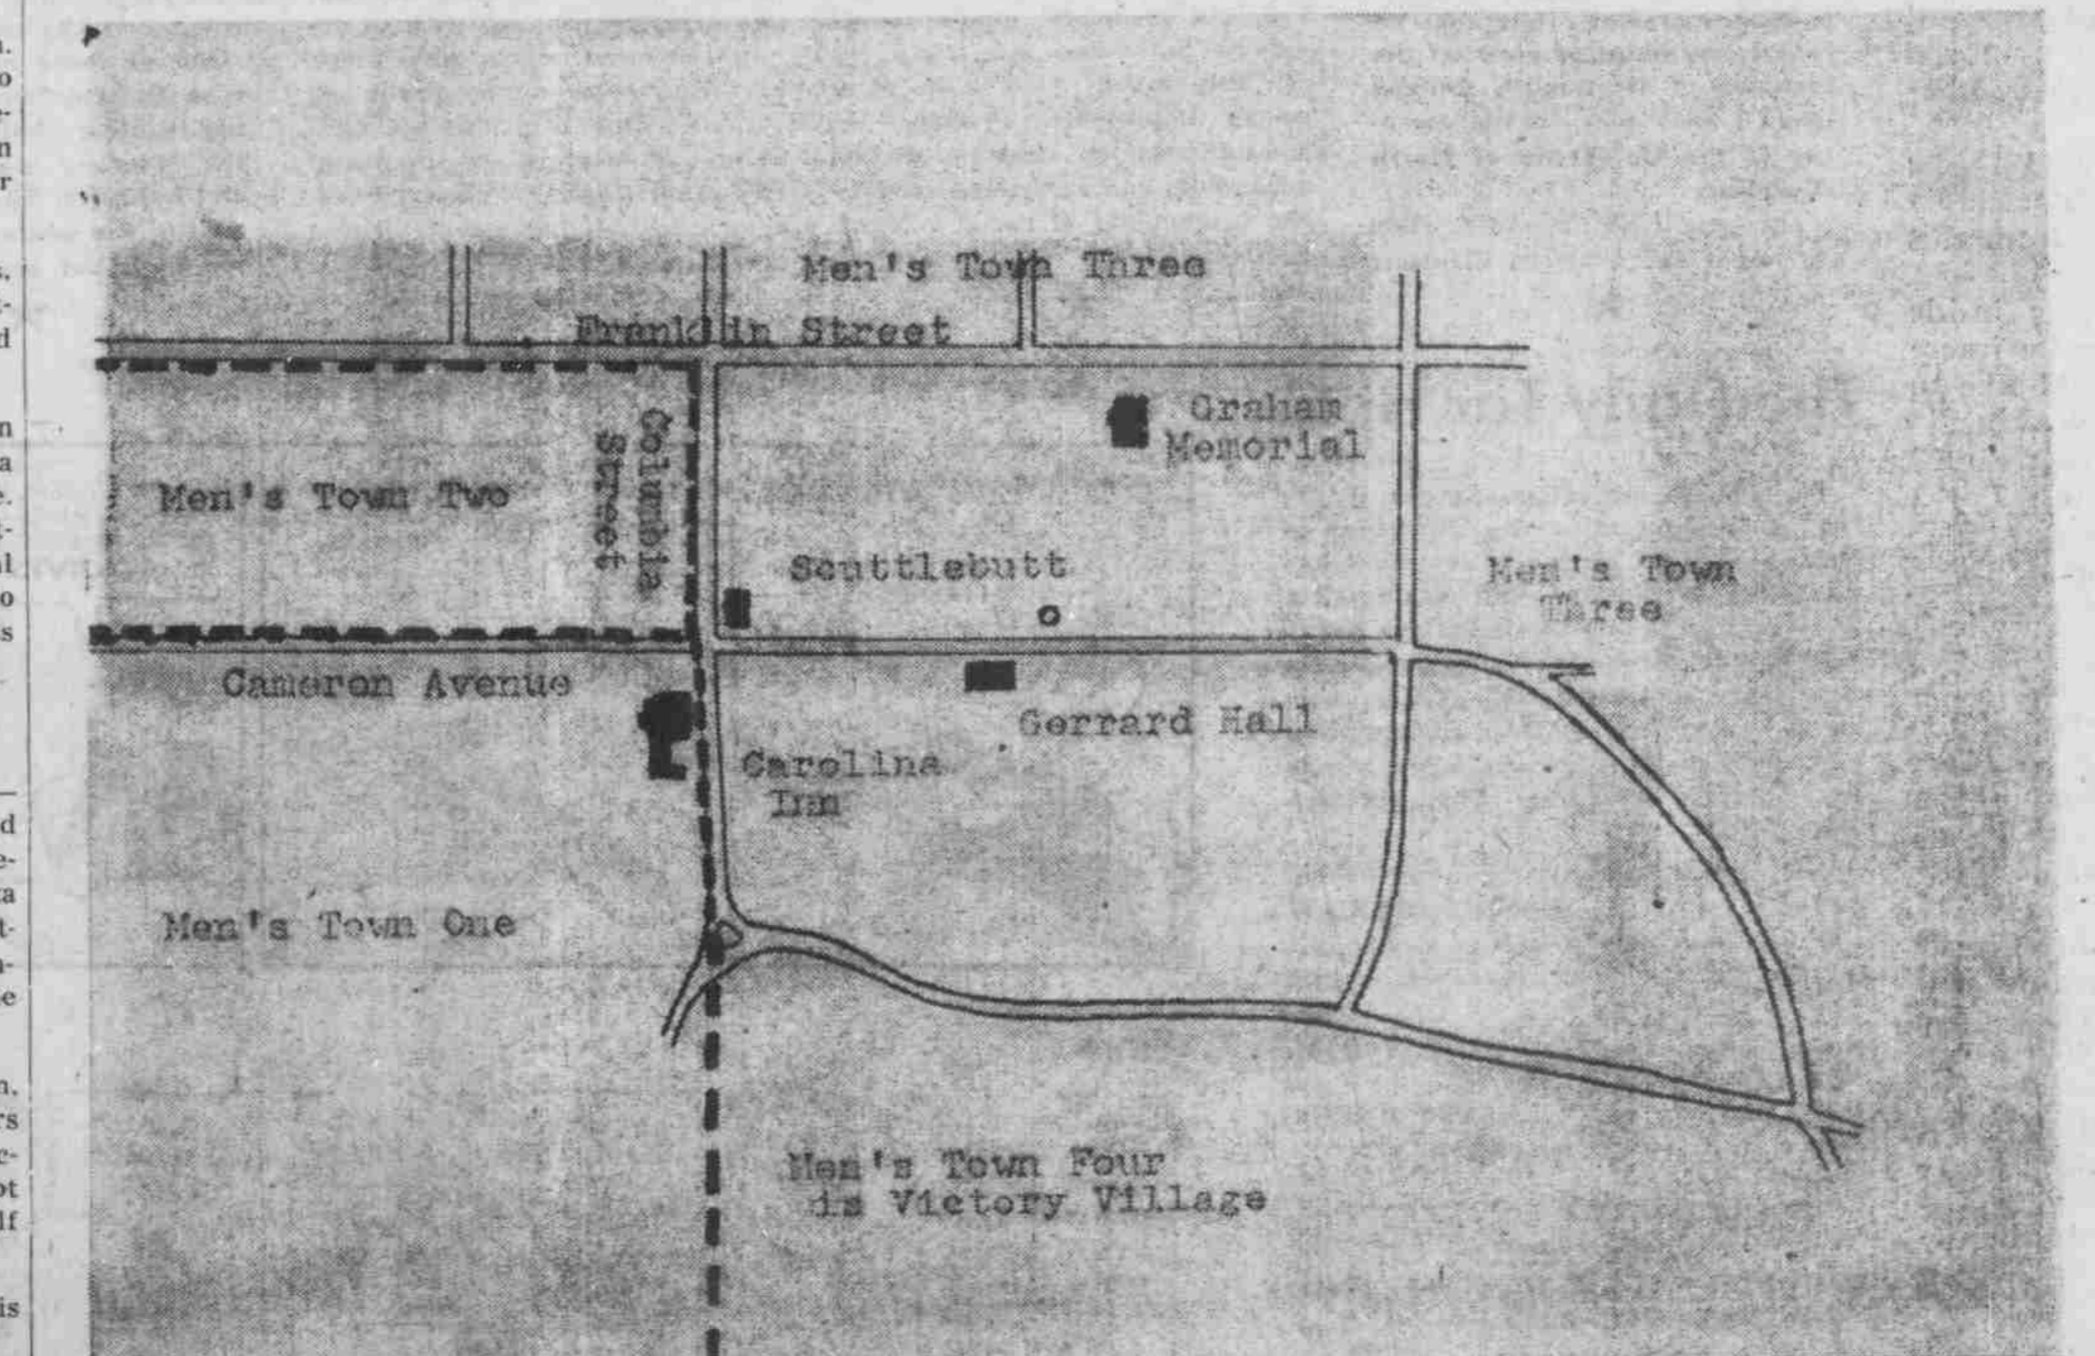 Men's Town Three
Franklin Street
Graham
Memorial
Columbia
Street
Men's Town Two
Scuttlebutt
Men's Town
Three
Cameron Avenue
Gerrard Hall
Carolina
Inn
Men's Town One
Men's Town Four
is Victory Village